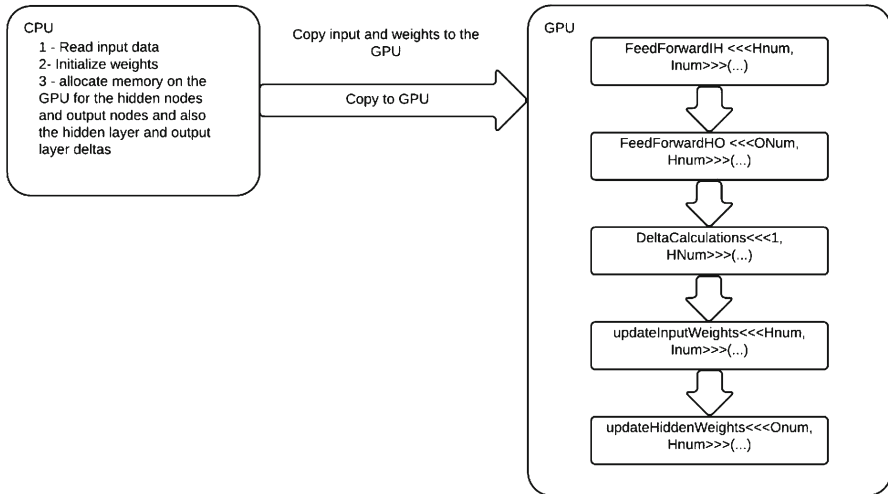 CPU
1 - Read input data
2- Initialize weights
3 - allocate memory on the
GPU for the hidden nodes
and output nodes and also
the hidden layer and output
layer deltas
Copy input and weights to the
GPU
Copy to GPU
GPU
FeedForwardIH <<<Hnum,
Inum>>>(...)
FeedForwardHO <<<ONum,
Hnum>>>(...)
DeltaCalculations<<<1,
HNum>>>(...)
updateInputWeights<<<Hnum,
Inum>>>(...)
updateHiddenWeights<<<Onum,
Hnum>>>(...)